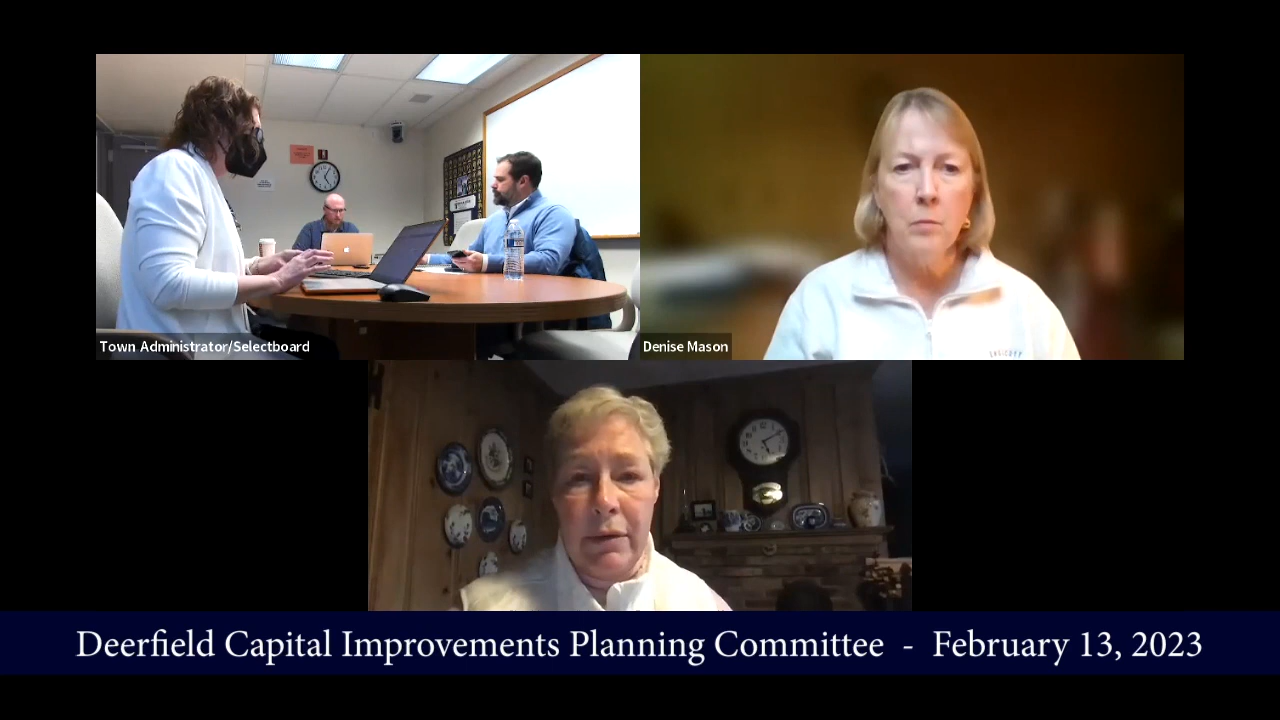 Town Administrator/Selectboard
Denise Mason
Deerfield Capital Improvements Planning Committee - February 13, 2023